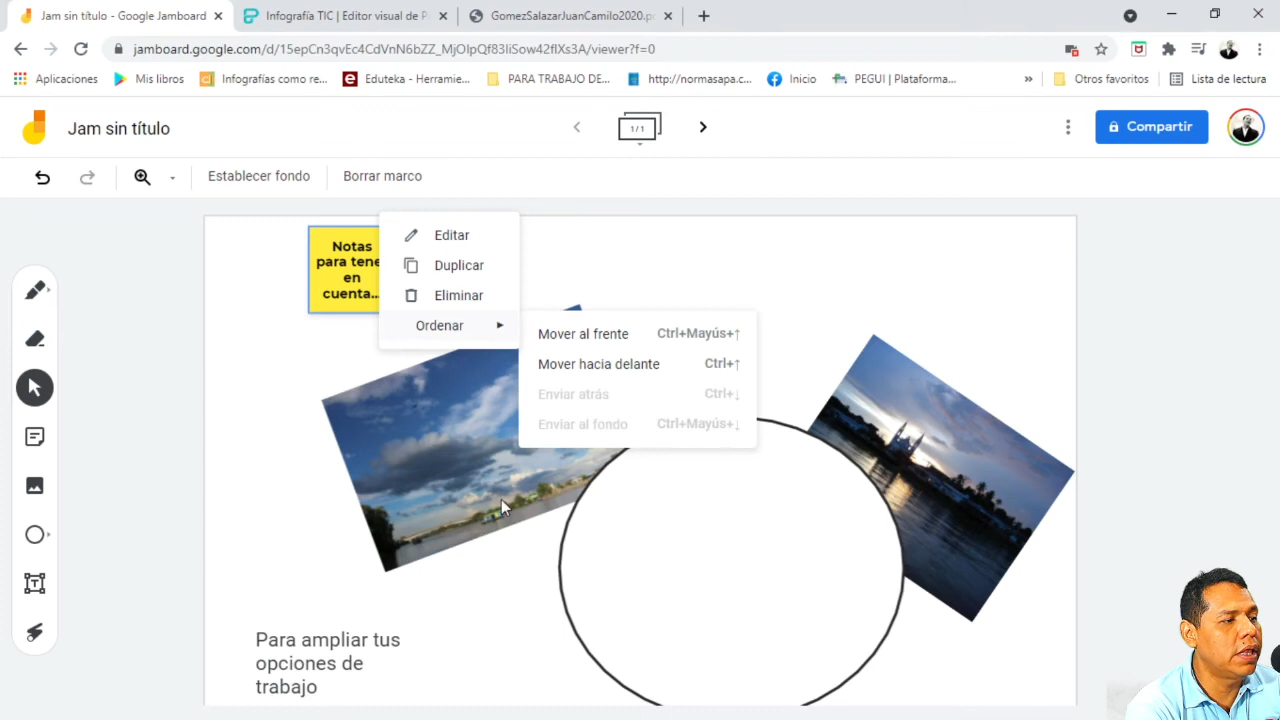 Jam sin título - Google Jamboard
Infografía TIC | Editor visual de P
GomezSalazarJuanCamilo2020.p
jamboard.google.com/d/15epCn3qvEc4CdVnN6bZZ_MjOIpQf83IiSow42fIXs3A/viewer?f=0
Aplicaciones
Mis libros
Infografías como re...
Eduteka - Herramie...
PARA TRABAJO DE...
http://normasapa.c...
Inicio
PEGUI | Plataforma...
Otros favoritos
Lista de lectura
Jam sin título
1 / 1
Compartir
Establecer fondo
Borrar marco
Notas
para tene
en
cuenta...
Editar
Duplicar
Eliminar
Ordenar
Mover al frente Ctrl+Mayús+↑
Mover hacia delante Ctrl+↑
Enviar atrás Ctrl+↓
Enviar al fondo Ctrl+Mayús+↓
Para ampliar tus
opciones de
trabajo